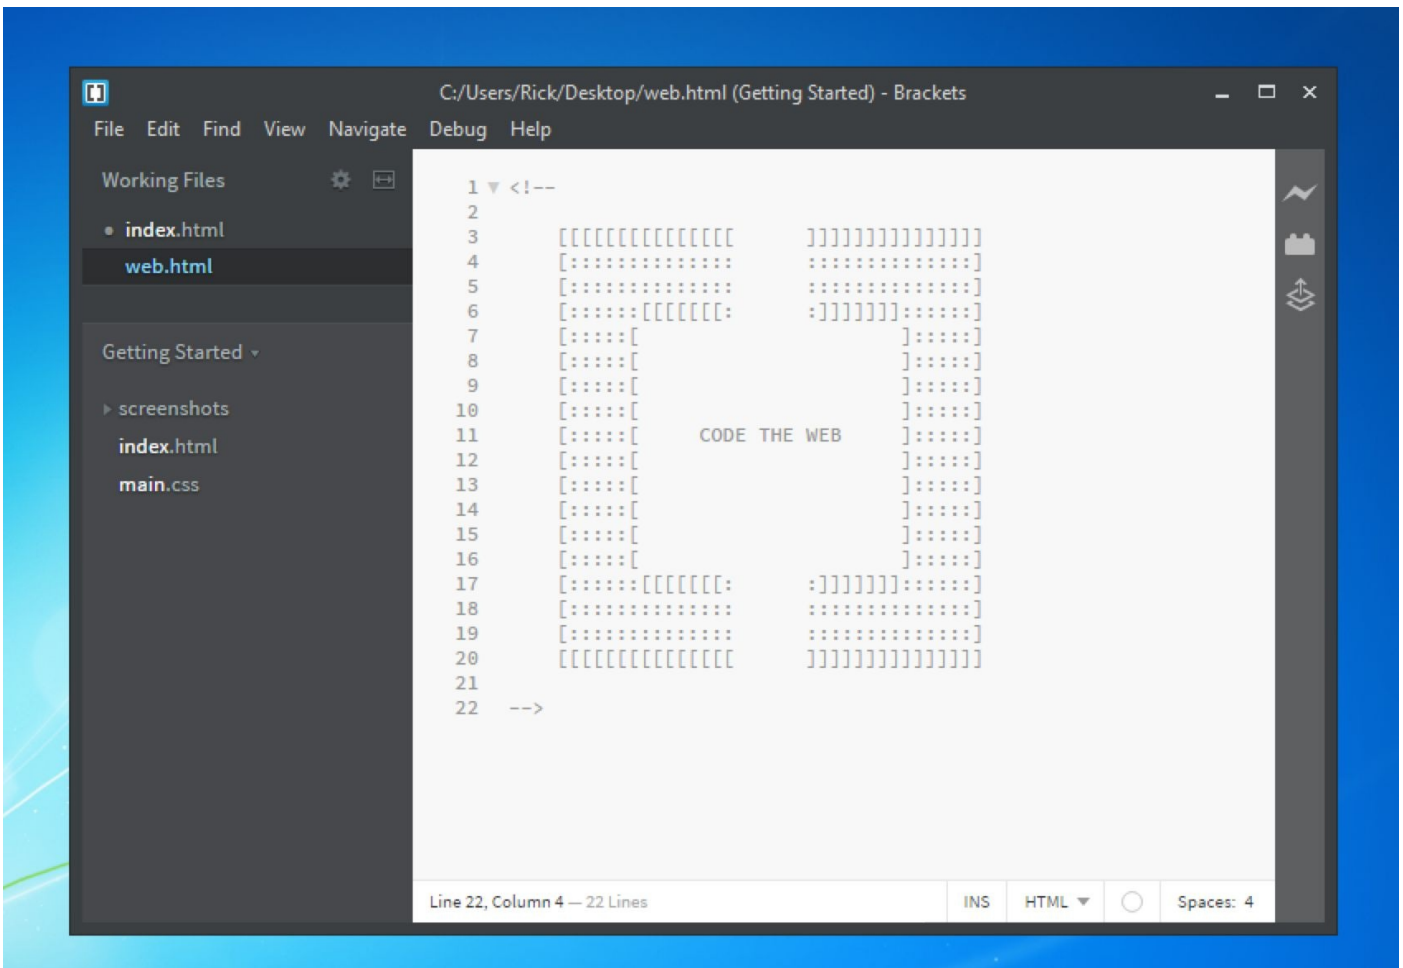 C:/Users/Rick/Desktop/web.html (Getting Started) - Brackets
File Edit Find View Navigate Debug Help
Working Files
index.html
web.html
Getting Started
screenshots
index.html
main.css
1 <!--
2
3       [[[[[[[[[[[[[[[      ]]]]]]]]]]]]]]]
4       [::::::::::::::      ::::::::::::::]
5       [::::::::::::::      ::::::::::::::]
6       [::::::[[[[[[[:      :]]]]]]]::::::]
7       [:::::[                      ]:::::]
8       [:::::[                      ]:::::]
9       [:::::[                      ]:::::]
10      [:::::[                      ]:::::]
11      [:::::[     CODE THE WEB     ]:::::]
12      [:::::[                      ]:::::]
13      [:::::[                      ]:::::]
14      [:::::[                      ]:::::]
15      [:::::[                      ]:::::]
16      [:::::[                      ]:::::]
17      [::::::[[[[[[[:      :]]]]]]]::::::]
18      [::::::::::::::      ::::::::::::::]
19      [::::::::::::::      ::::::::::::::]
20      [[[[[[[[[[[[[[[      ]]]]]]]]]]]]]]]
21
22 -->
Line 22, Column 4 — 22 Lines
INS HTML Spaces: 4